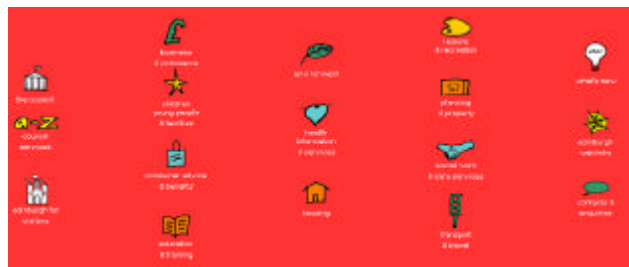 the council
a-z
council
services
edinburgh for
visitors
business
& commerce
children
young people
& families
consumer advice
& benefits
education
& training
environment
health
information
& services
housing
leisure
& recreation
planning
& property
social work
& care services
transport
& travel
what's new
edinburgh
contacts &
enquiries